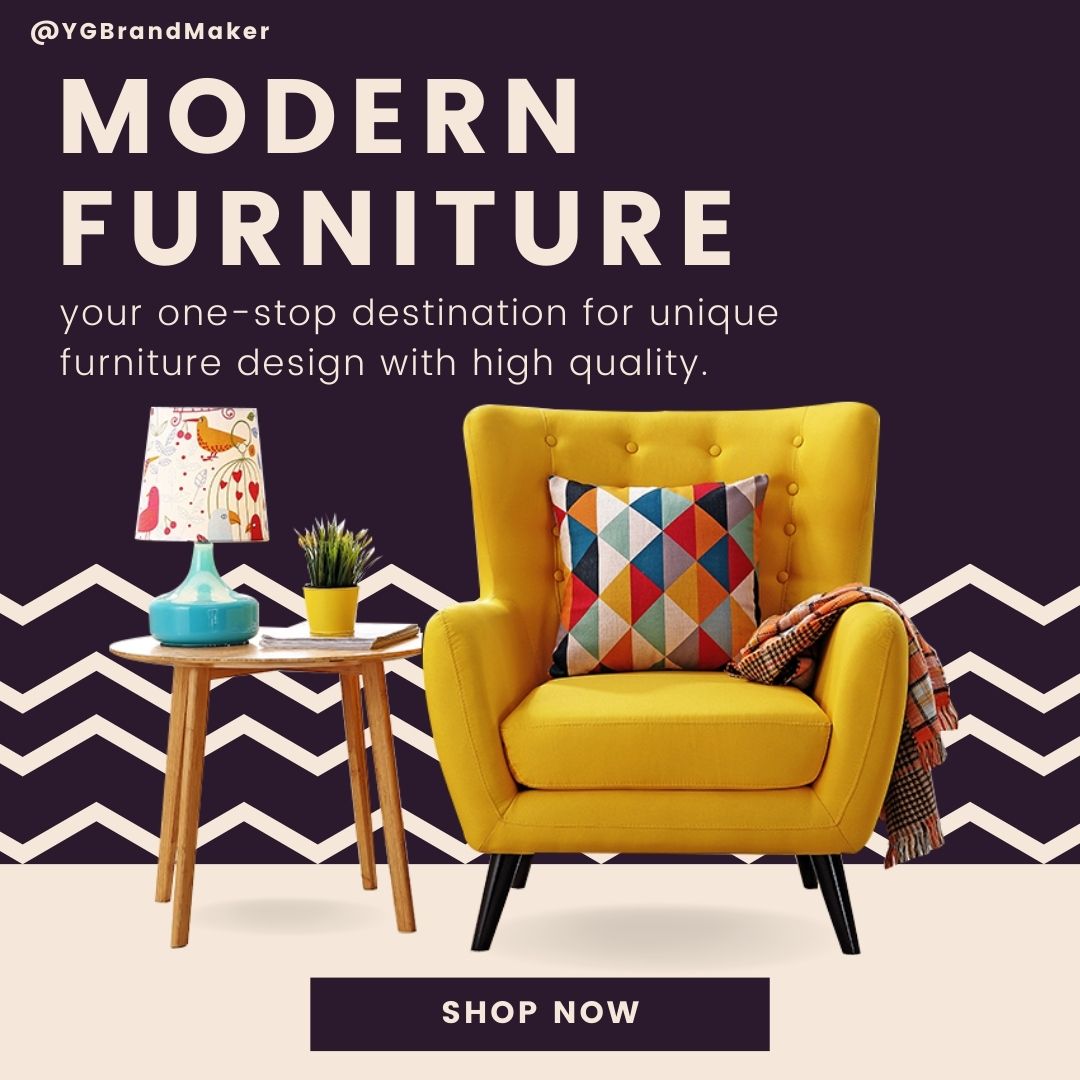 @YGBrandMaker
MODERN
FURNITURE
your one-stop destination for unique
furniture design with high quality.
SHOP NOW